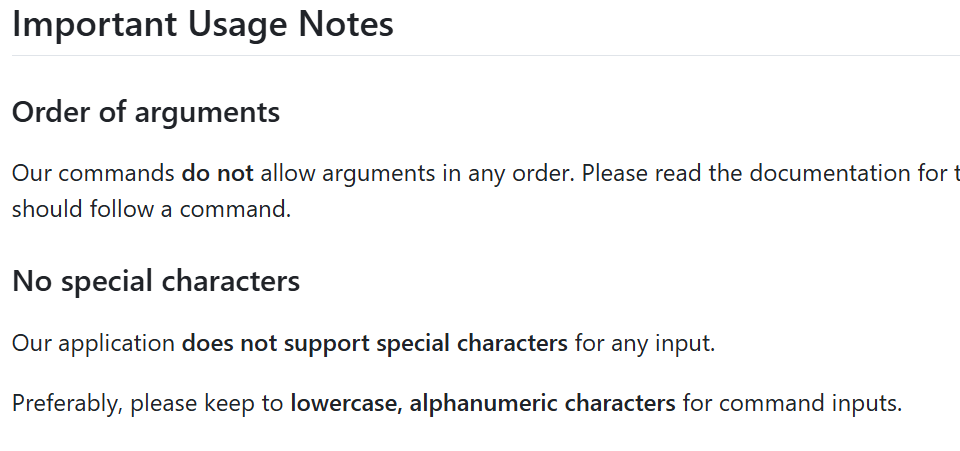 Important Usage Notes
Order of arguments
Our commands do not allow arguments in any order. Please read the documentation for
should follow a command.
No special characters
Our application does not support special characters for any input.
Preferably, please keep to lowercase, alphanumeric characters for command inputs.